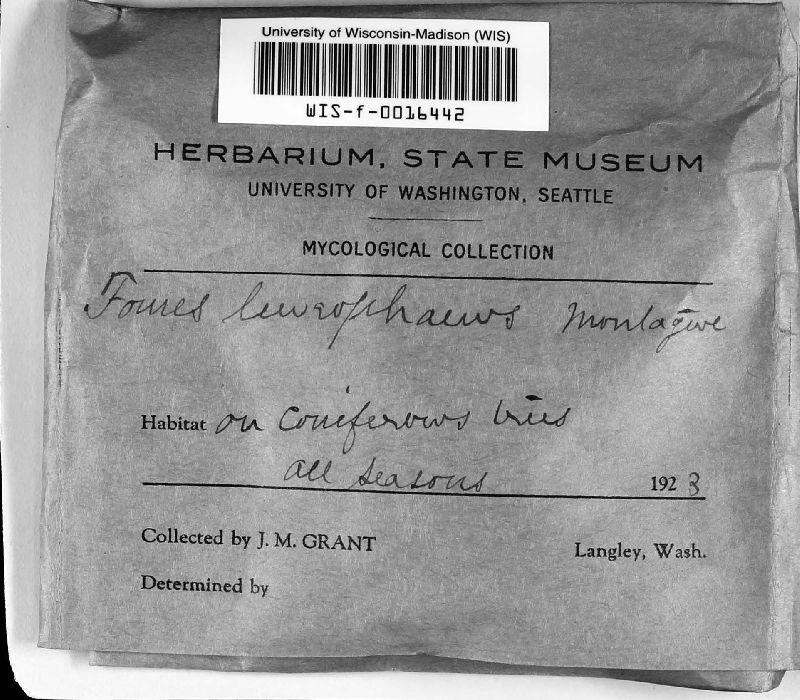 University of Wisconsin-Madison (WIS)
WIS-f-0016442
HERBARIUM, STATE MUSEUM
UNIVERSITY OF WASHINGTON, SEATTLE
MYCOLOGICAL COLLECTION
Fomes leucophaeus Montagne
Habitat on coniferous trees
all seasons 1923
Collected by J. M. GRANT Langley, Wash.
Determined by